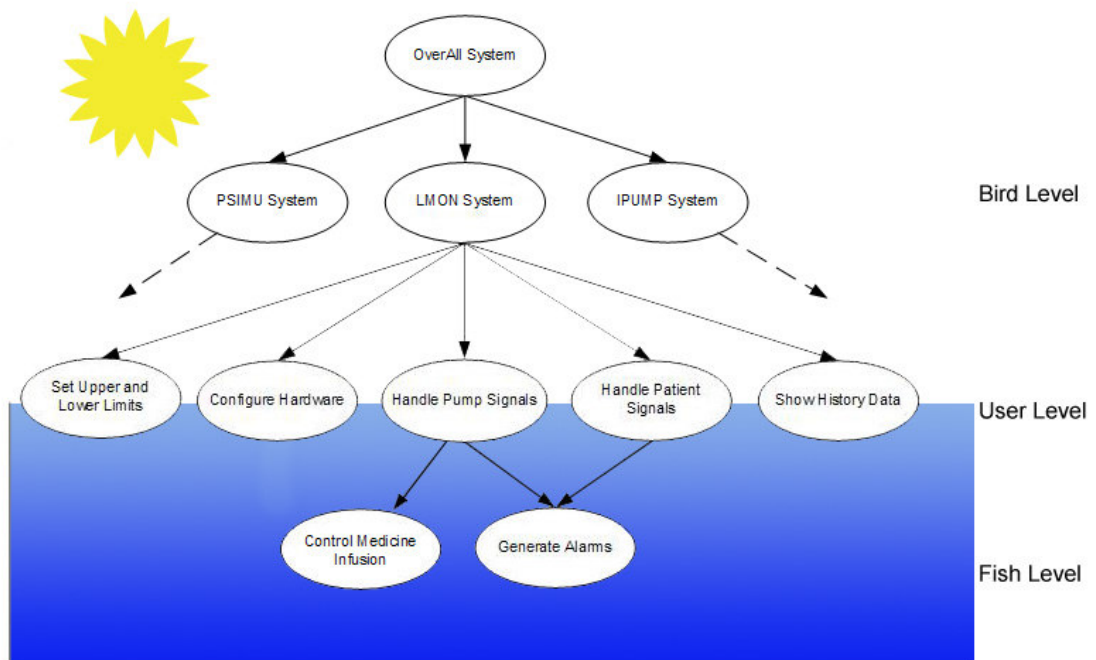 OverAll System
PSIMU System
LMON System
IPUMP System
Bird Level
Set Upper and
Lower Limits
Configure Hardware
Handle Pump Signals
Handle Patient
Signals
Show History Data
User Level
Control Medicine
Infusion
Generate Alarms
Fish Level